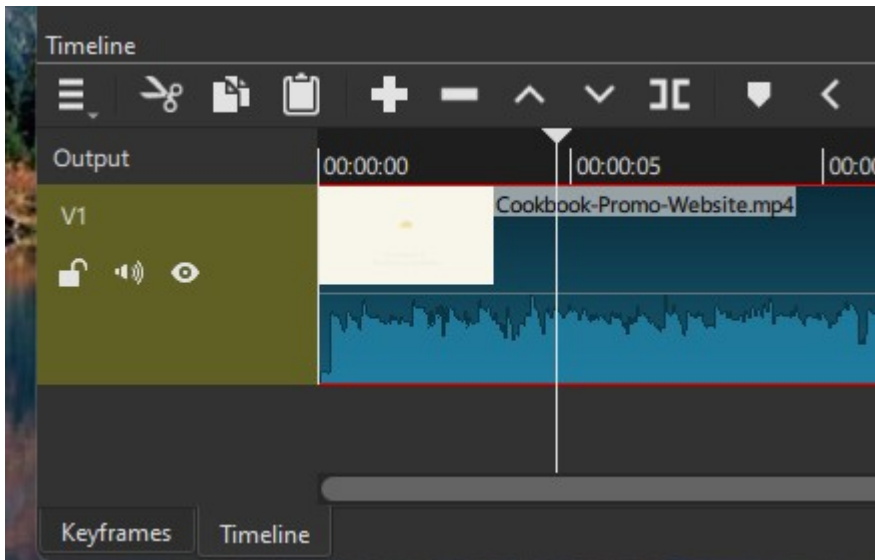 Timeline
Output
00:00:00
00:00:05
V1
Cookbook-Promo-Website.mp4
Keyframes
Timeline